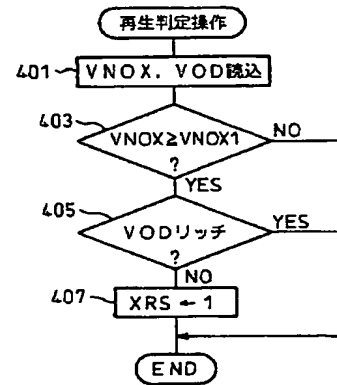 再生判定操作
401
VNOX．VOD読込
403
VNOX≧VNOX1
?
NO
YES
405
VODリッチ
?
YES
NO
407
XRS ← 1
END